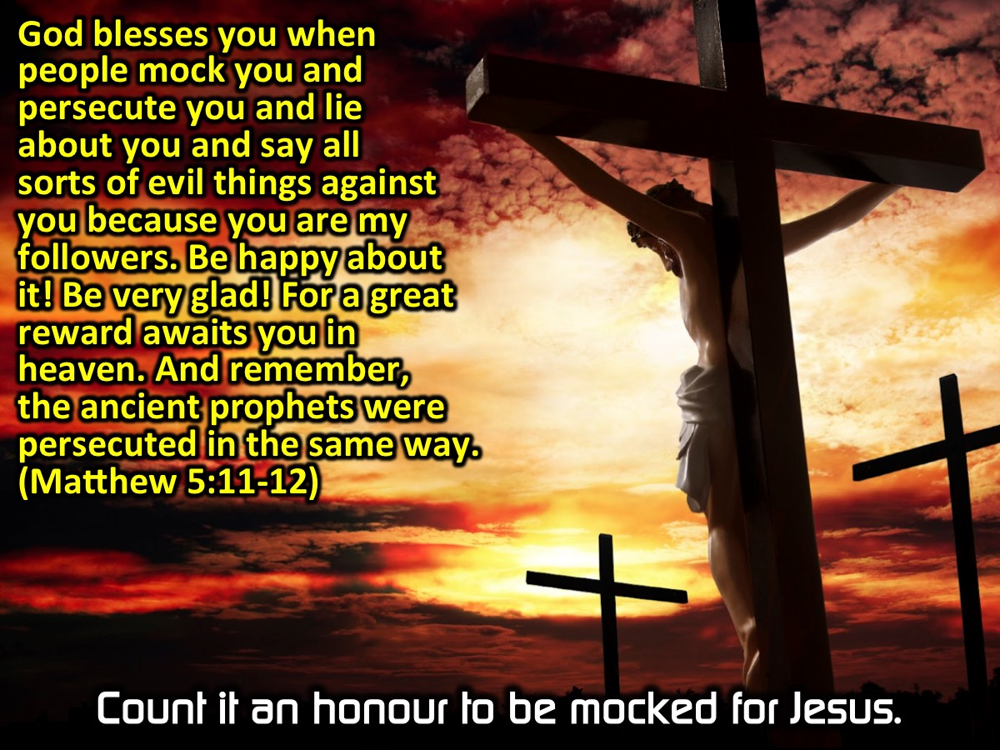 God blesses you when
people mock you and
persecute you and lie
about you and say all
sorts of evil things against
you because you are my
followers. Be happy about
it! Be very glad! For a great
reward awaits you in
heaven. And remember,
the ancient prophets were
persecuted in the same way.
(Matthew 5:11-12)
Count it an honour to be mocked for Jesus.